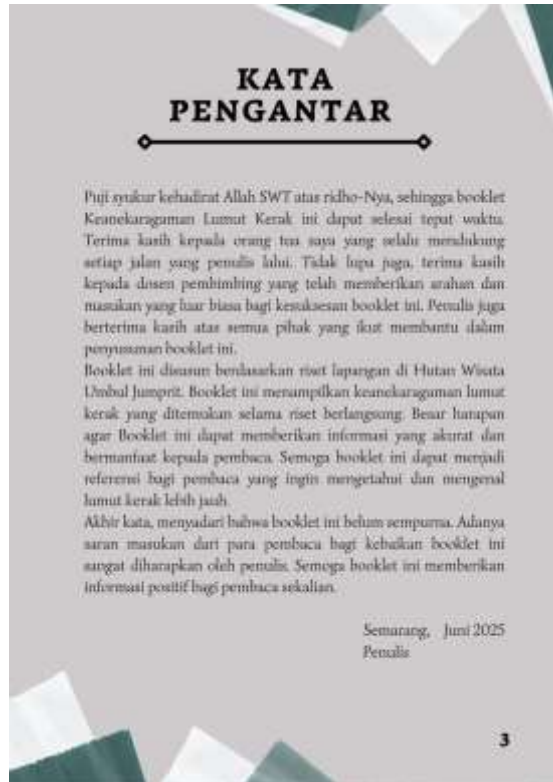 KATA
PENGANTAR
Puji syukur kehadirat Allah SWT atas ridho-Nya, sehingga booklet
Keanekaragaman Lumut Kerak ini dapat selesai tepat waktu.
Terima kasih kepada orang tua saya yang selalu mendukung
setiap jalan yang penulis lalui. Tidak lupa juga, terima kasih
kepada dosen pembimbing yang telah memberikan arahan dan
masukan yang luar biasa bagi kesuksesan booklet ini. Penulis juga
berterima kasih atas semua pihak yang ikut membantu dalam
penyusunan booklet ini.
Booklet ini disusun berdasarkan riset lapangan di Hutan Wisata
Umbul Jumprit. Booklet ini menampilkan keanekaragaman lumut
kerak yang ditemukan selama riset berlangsung. Besar harapan
agar Booklet ini dapat memberikan informasi yang akurat dan
bermanfaat kepada pembaca. Semoga booklet ini dapat menjadi
referensi bagi pembaca yang ingin mengetahui dan mengenal
lumut kerak lebih jauh.
Akhir kata, menyadari bahwa booklet ini belum sempurna. Adanya
saran masukan dari para pembaca bagi kebaikan booklet ini
sangat diharapkan oleh penulis. Semoga booklet ini memberikan
informasi positif bagi pembaca sekalian.
Semarang, Juni 2025
Penulis
3